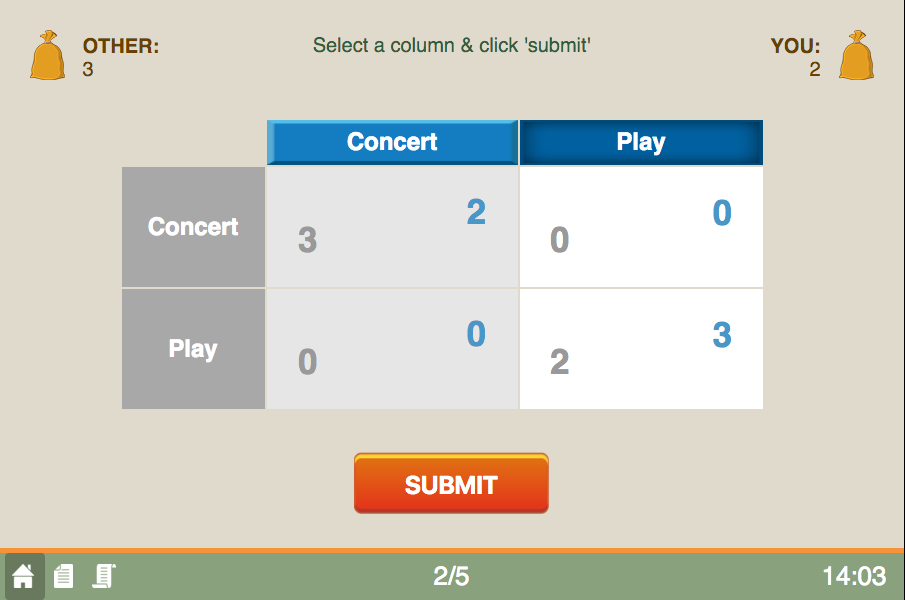 OTHER:
3
Select a column & click 'submit'
YOU:
2
Concert
Play
Concert
3
2
0
0
Play
0
0
2
3
SUBMIT
2/5
14:03